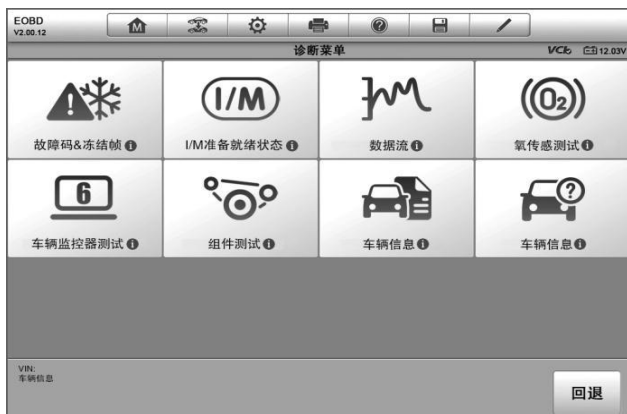 EOBD
V2.00.12
M
诊断菜单
VCI
12.03V
I/M
O2
故障码&冻结帧
I/M准备就绪状态
数据流
氧传感测试
6
车辆监控器测试
组件测试
车辆信息
车辆信息
VIN:
车辆信息
回退